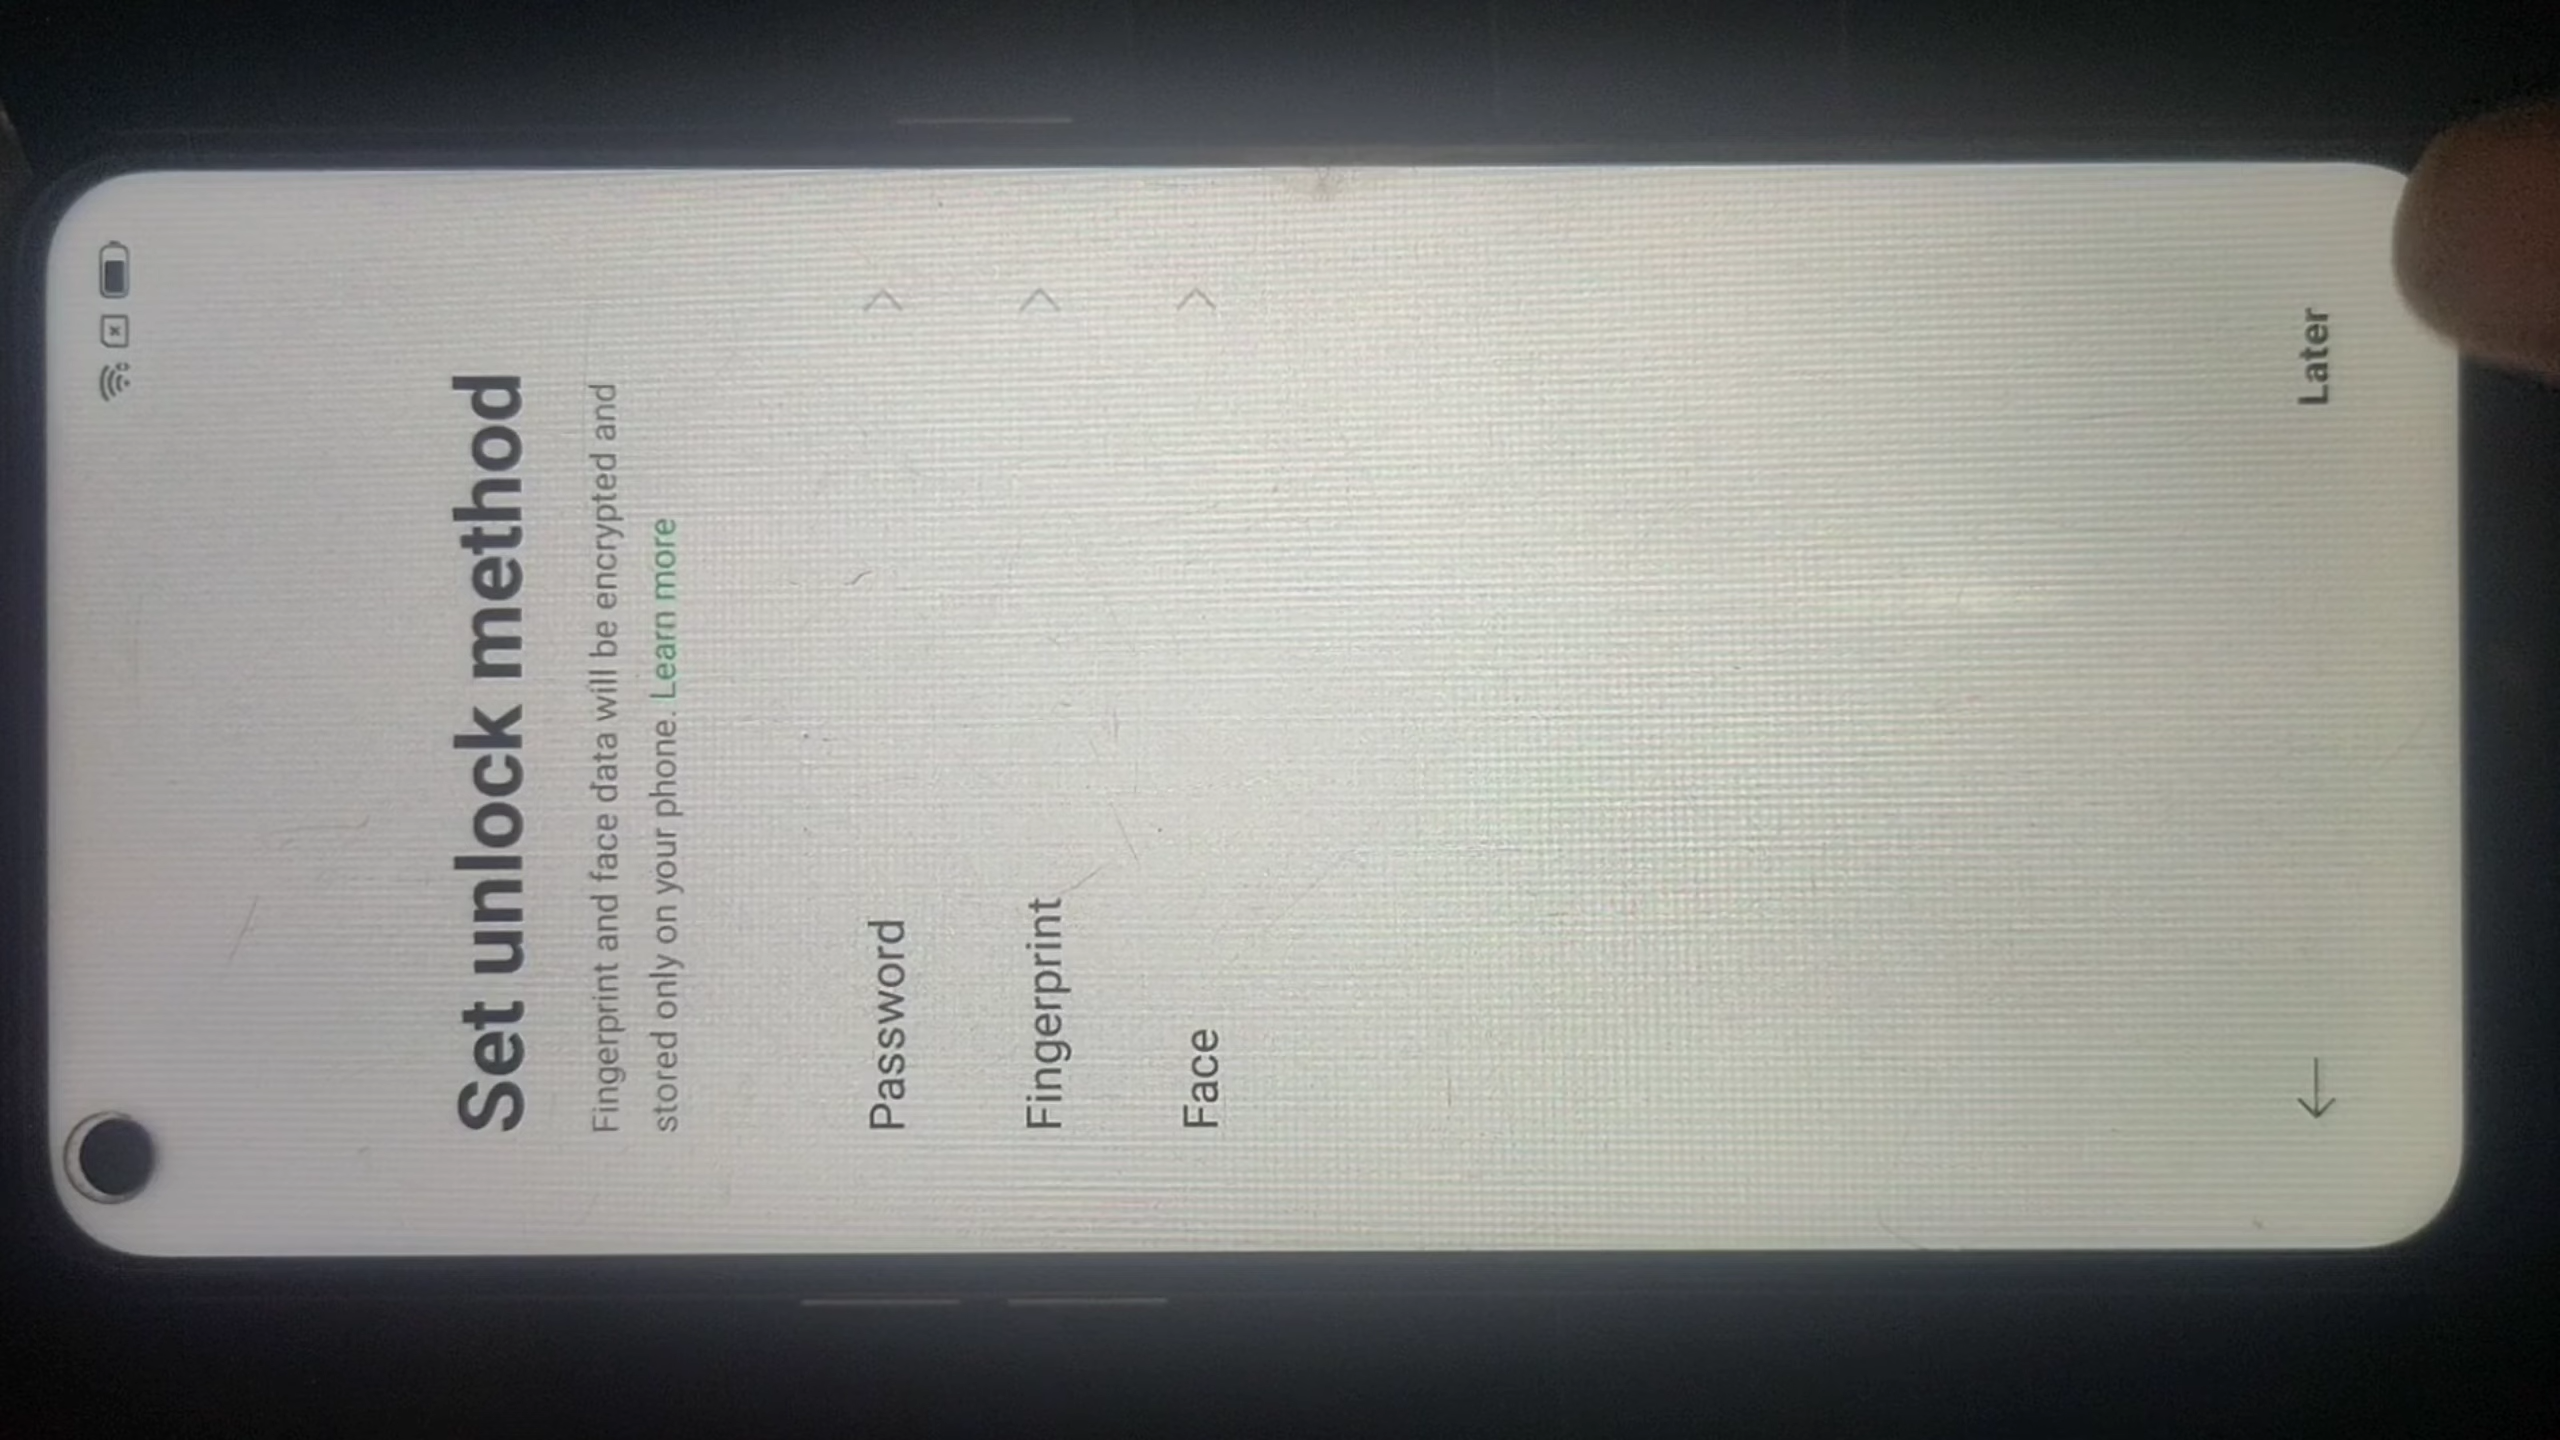 Set unlock method
Fingerprint and face data will be encrypted and
stored only on your phone. Learn more
Password
Fingerprint
Face
Later